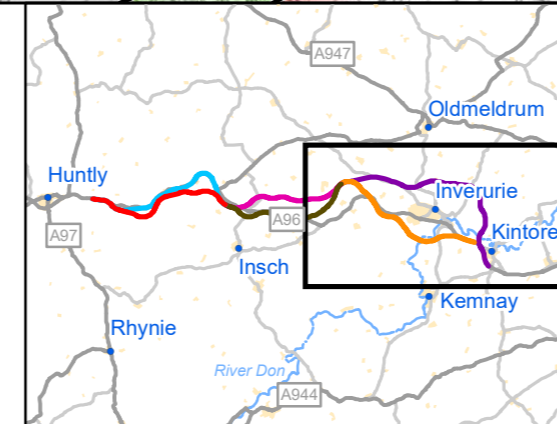 A947
Oldmeldrum
Huntly
Inverurie
A96
Kintore
A97
Insch
Kemnay
Rhynie
River Don
A944